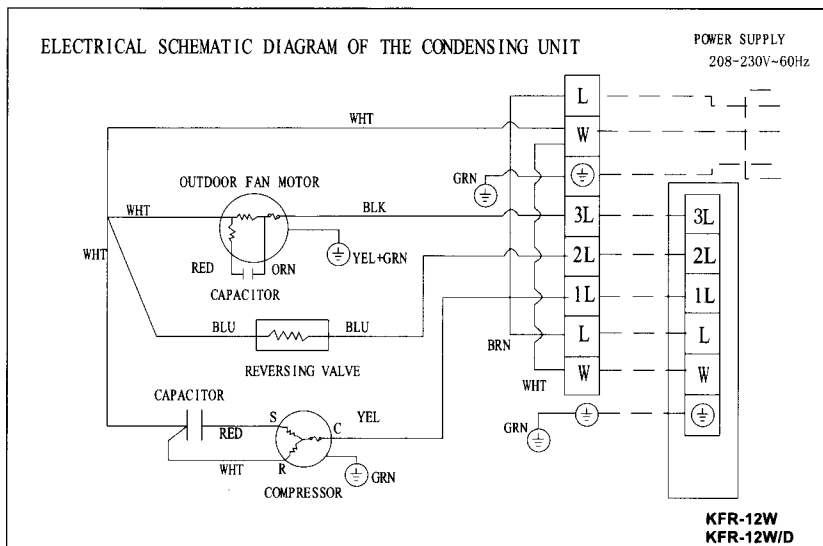 ELECTRICAL SCHEMATIC DIAGRAM OF THE CONDENSING UNIT
POWER SUPPLY
208-230V~60Hz
L
WHT
W
GRN
OUTDOOR FAN MOTOR
WHT
BLK
3L
3L
YEL+GRN
WHT
RED
ORN
2L
2L
CAPACITOR
1L
1L
BLU
BLU
BRN
L
L
REVERSING VALVE
WHT
W
W
CAPACITOR
S
YEL
RED
C
GRN
WHT
R
GRN
COMPRESSOR
KFR-12W
KFR-12W/D